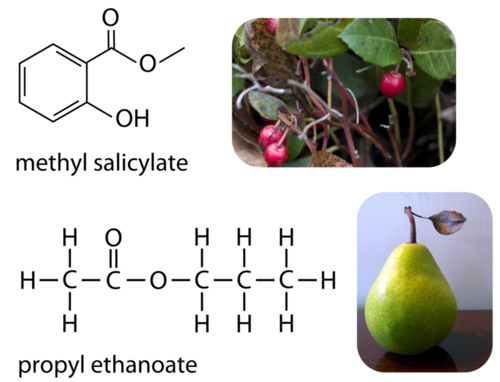 O
O
OH
methyl salicylate
H O H H H
H C C O C C C H
H H H H
propyl ethanoate